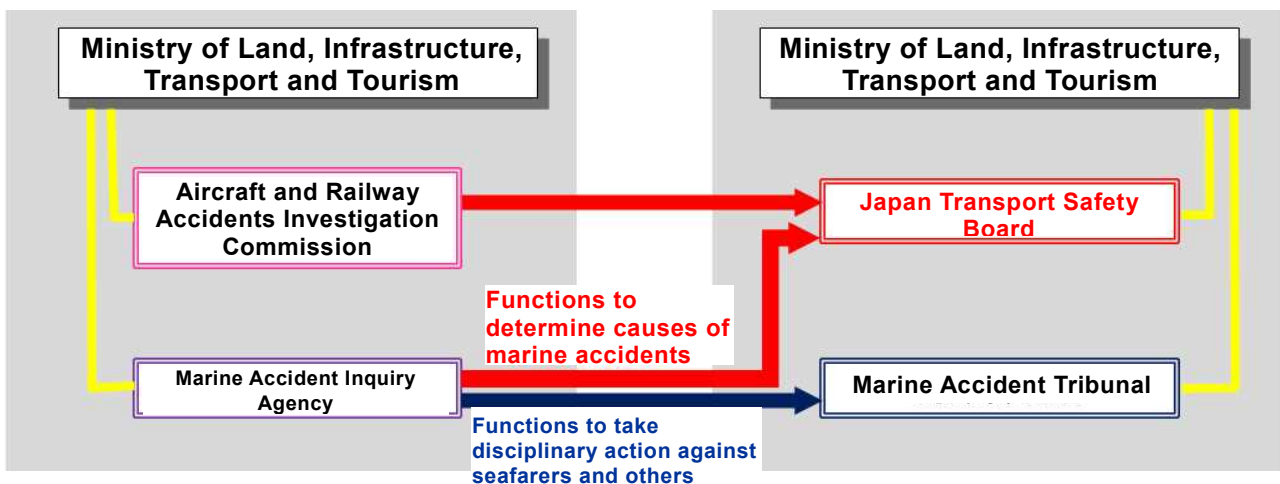 Ministry of Land, Infrastructure,
Transport and Tourism
Ministry of Land, Infrastructure,
Transport and Tourism
Aircraft and Railway
Accidents Investigation
Commission
Japan Transport Safety
Board
Functions to
determine causes of
marine accidents
Marine Accident Inquiry
Agency
Marine Accident Tribunal
Functions to take
disciplinary action against
seafarers and others